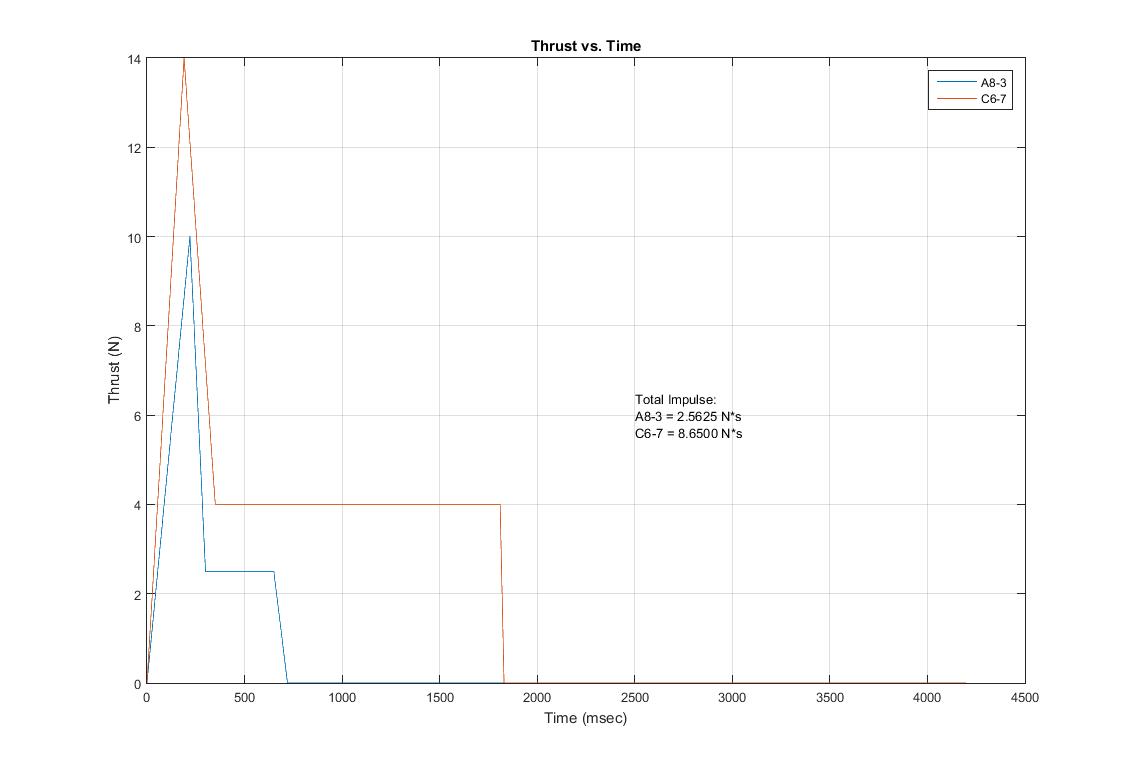 Thrust vs. Time
A8-3
C6-7
14
12
10
8
6
4
2
0
Thrust (N)
Total Impulse:
A8-3 = 2.5625 N*s
C6-7 = 8.6500 N*s
0 500 1000 1500 2000 2500 3000 3500 4000 4500
Time (msec)